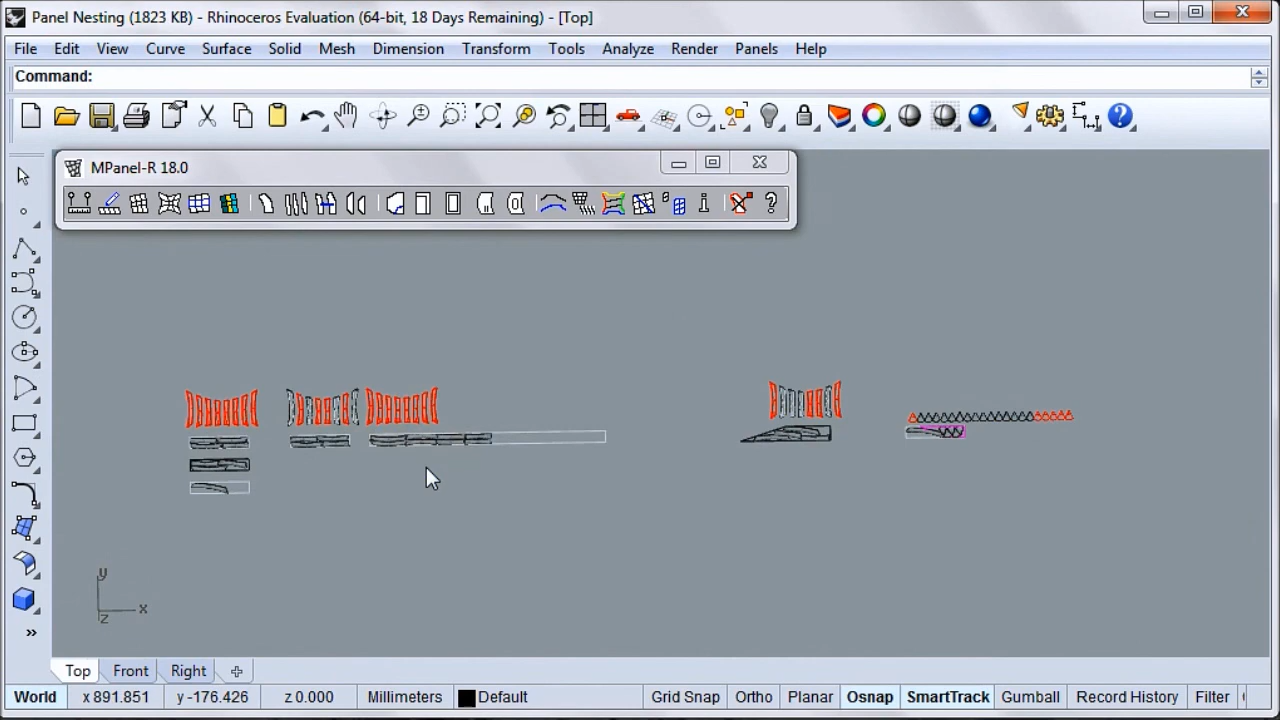 Panel Nesting (1823 KB) - Rhinoceros Evaluation (64-bit, 18 Days Remaining) - [Top]
File Edit View Curve Surface Solid Mesh Dimension Transform Tools Analyze Render Panels Help
Command:
MPanel-R 18.0
y
x
z
Top Front Right
World x 891.851 y -176.426 z 0.000 Millimeters Default Grid Snap Ortho Planar Osnap SmartTrack Gumball Record History Filter